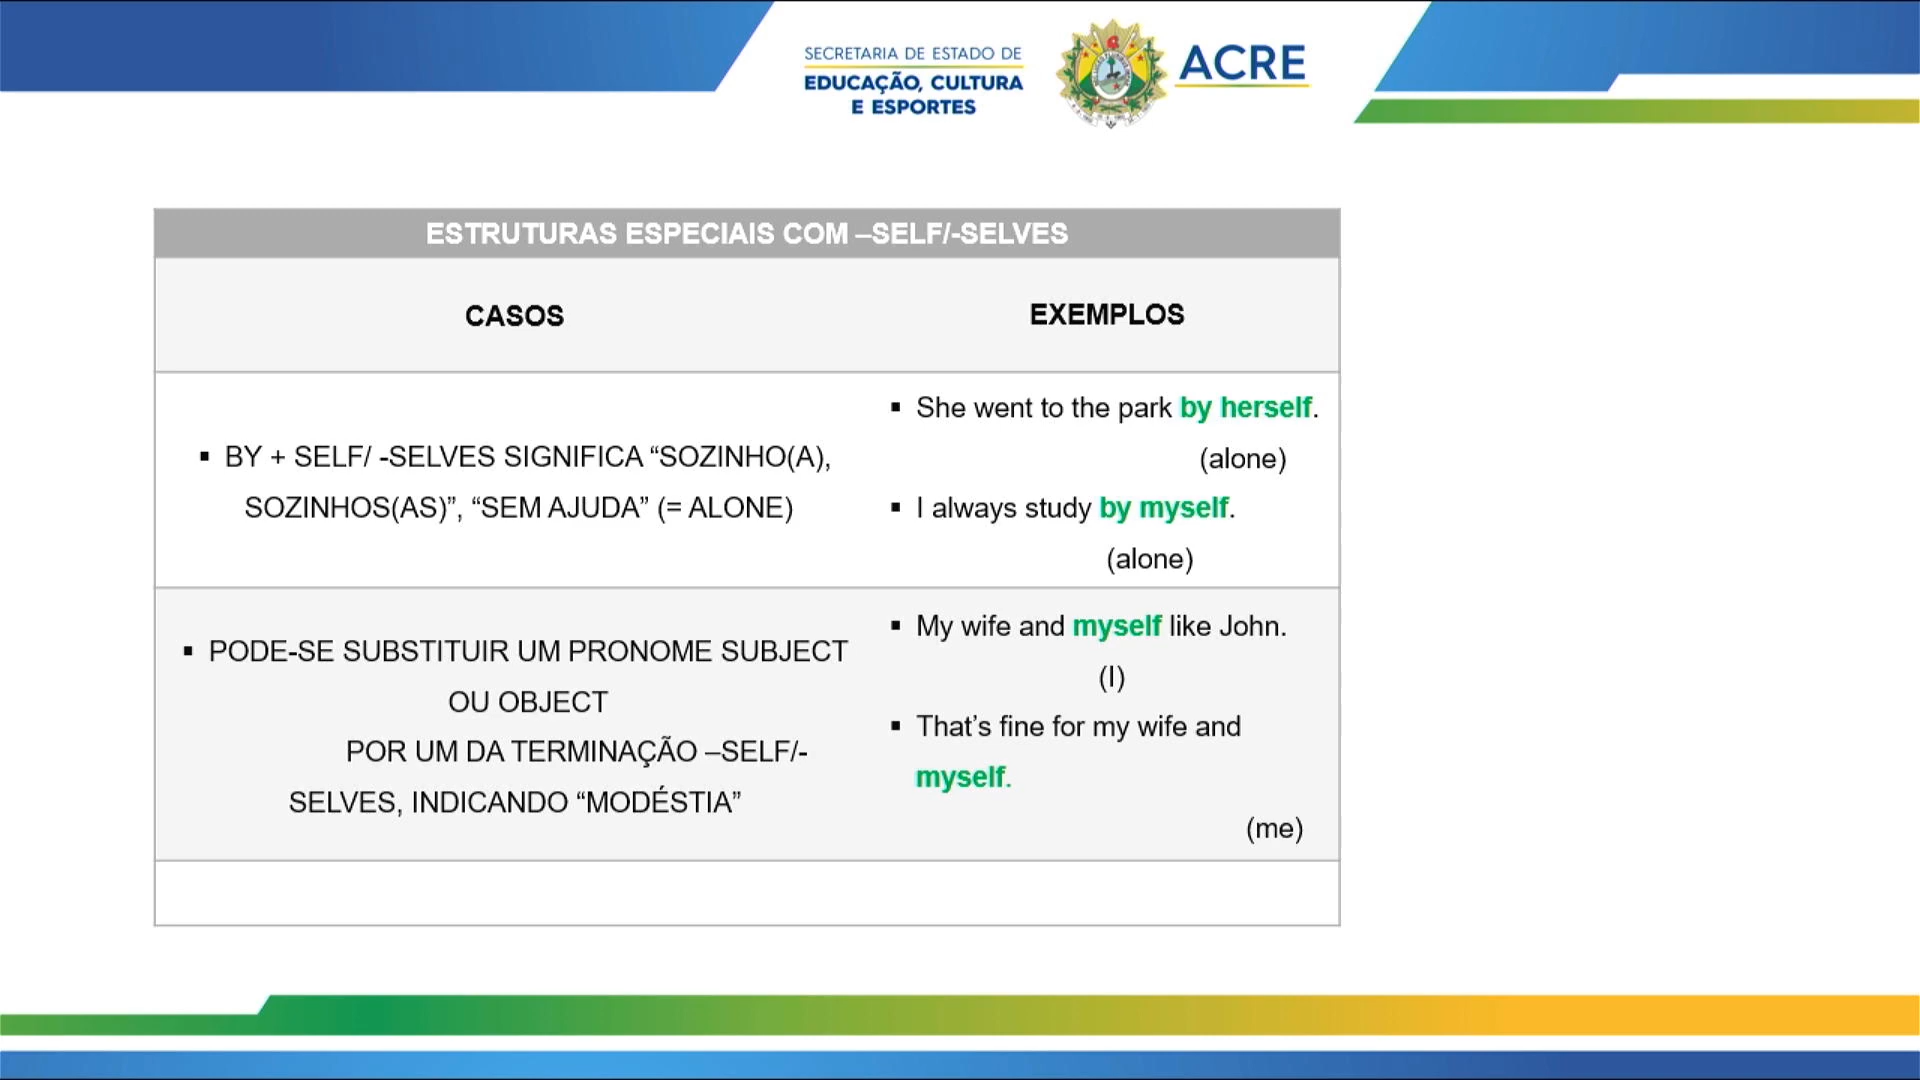 SECRETARIA DE ESTADO DE
EDUCAÇÃO, CULTURA
E ESPORTES
ACRE
ESTRUTURAS ESPECIAIS COM –SELF/-SELVES
CASOS
EXEMPLOS
▪ BY + SELF/ -SELVES SIGNIFICA “SOZINHO(A),
SOZINHOS(AS)”, “SEM AJUDA” (= ALONE)
▪ She went to the park by herself.
(alone)
▪ I always study by myself.
(alone)
▪ PODE-SE SUBSTITUIR UM PRONOME SUBJECT
OU OBJECT
POR UM DA TERMINAÇÃO –SELF/-
SELVES, INDICANDO “MODÉSTIA”
▪ My wife and myself like John.
(I)
▪ That’s fine for my wife and
myself.
(me)